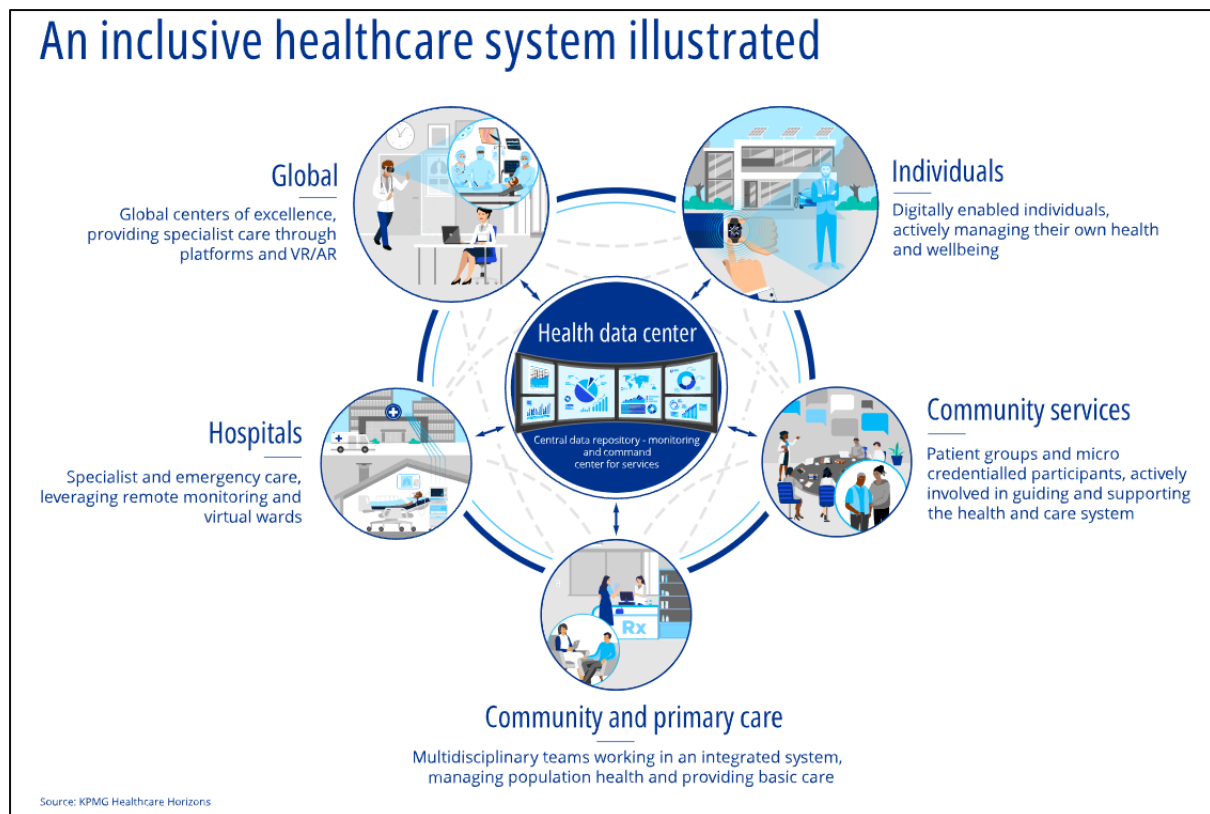 An inclusive healthcare system illustrated
Global
Global centers of excellence,
providing specialist care through
platforms and VR/AR
Individuals
Digitally enabled individuals,
actively managing their own health
and wellbeing
Health data center
Central data repository - monitoring
and command
center for services
Hospitals
Specialist and emergency care,
leveraging remote monitoring and
virtual wards
Community services
Patient groups and micro
credentialled participants, actively
involved in guiding and supporting
the health and care system
Rx
Community and primary care
Multidisciplinary teams working in an integrated system,
managing population health and providing basic care
Source: KPMG Healthcare Horizons